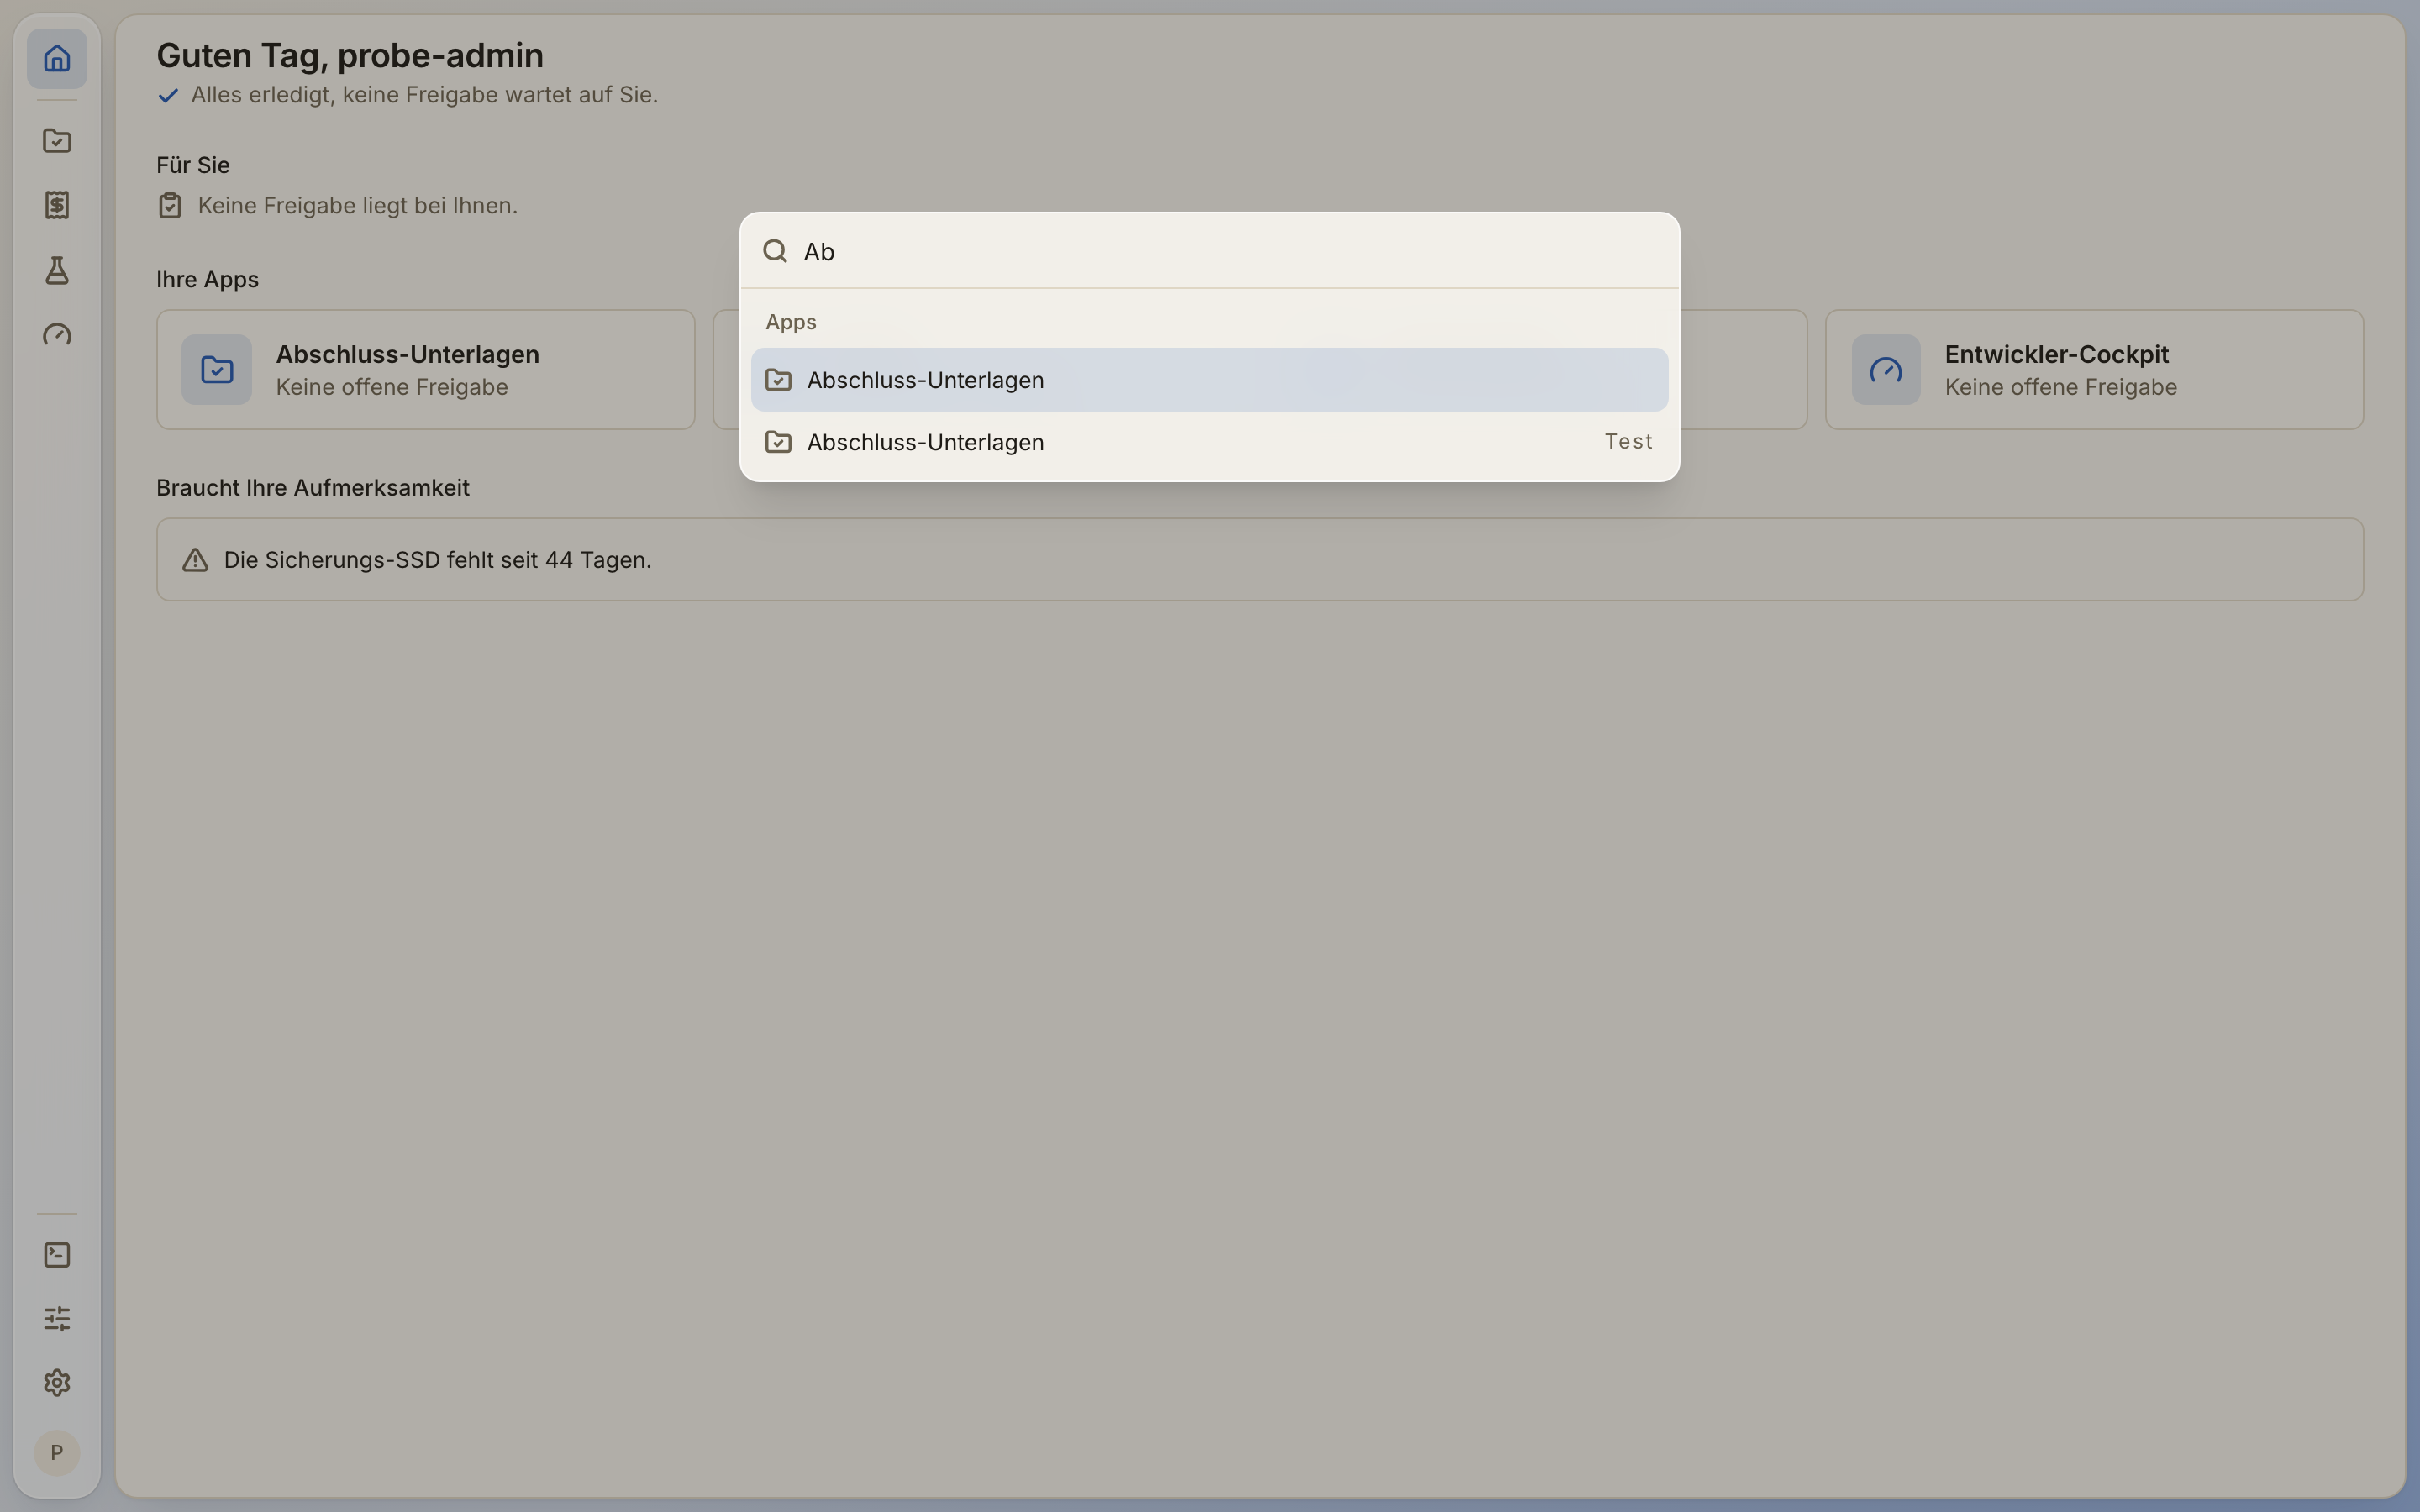 Guten Tag, probe-admin
Alles erledigt, keine Freigabe wartet auf Sie.
Für Sie
Keine Freigabe liegt bei Ihnen.
Ab
Apps
Abschluss-Unterlagen
Abschluss-Unterlagen Test
Ihre Apps
Abschluss-Unterlagen
Keine offene Freigabe
Entwickler-Cockpit
Keine offene Freigabe
Braucht Ihre Aufmerksamkeit
Die Sicherungs-SSD fehlt seit 44 Tagen.
P